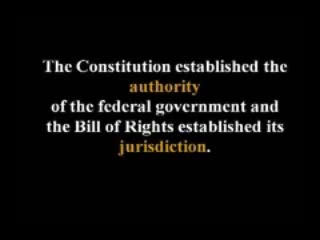 The Constitution established the
authority
of the federal government and
the Bill of Rights established its
jurisdiction.